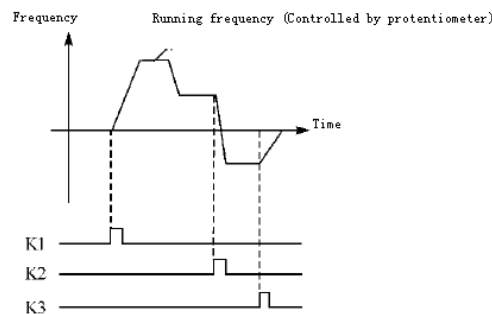 Frequency
Running frequency (Controlled by protentiometer)
Time
K1
K2
K3